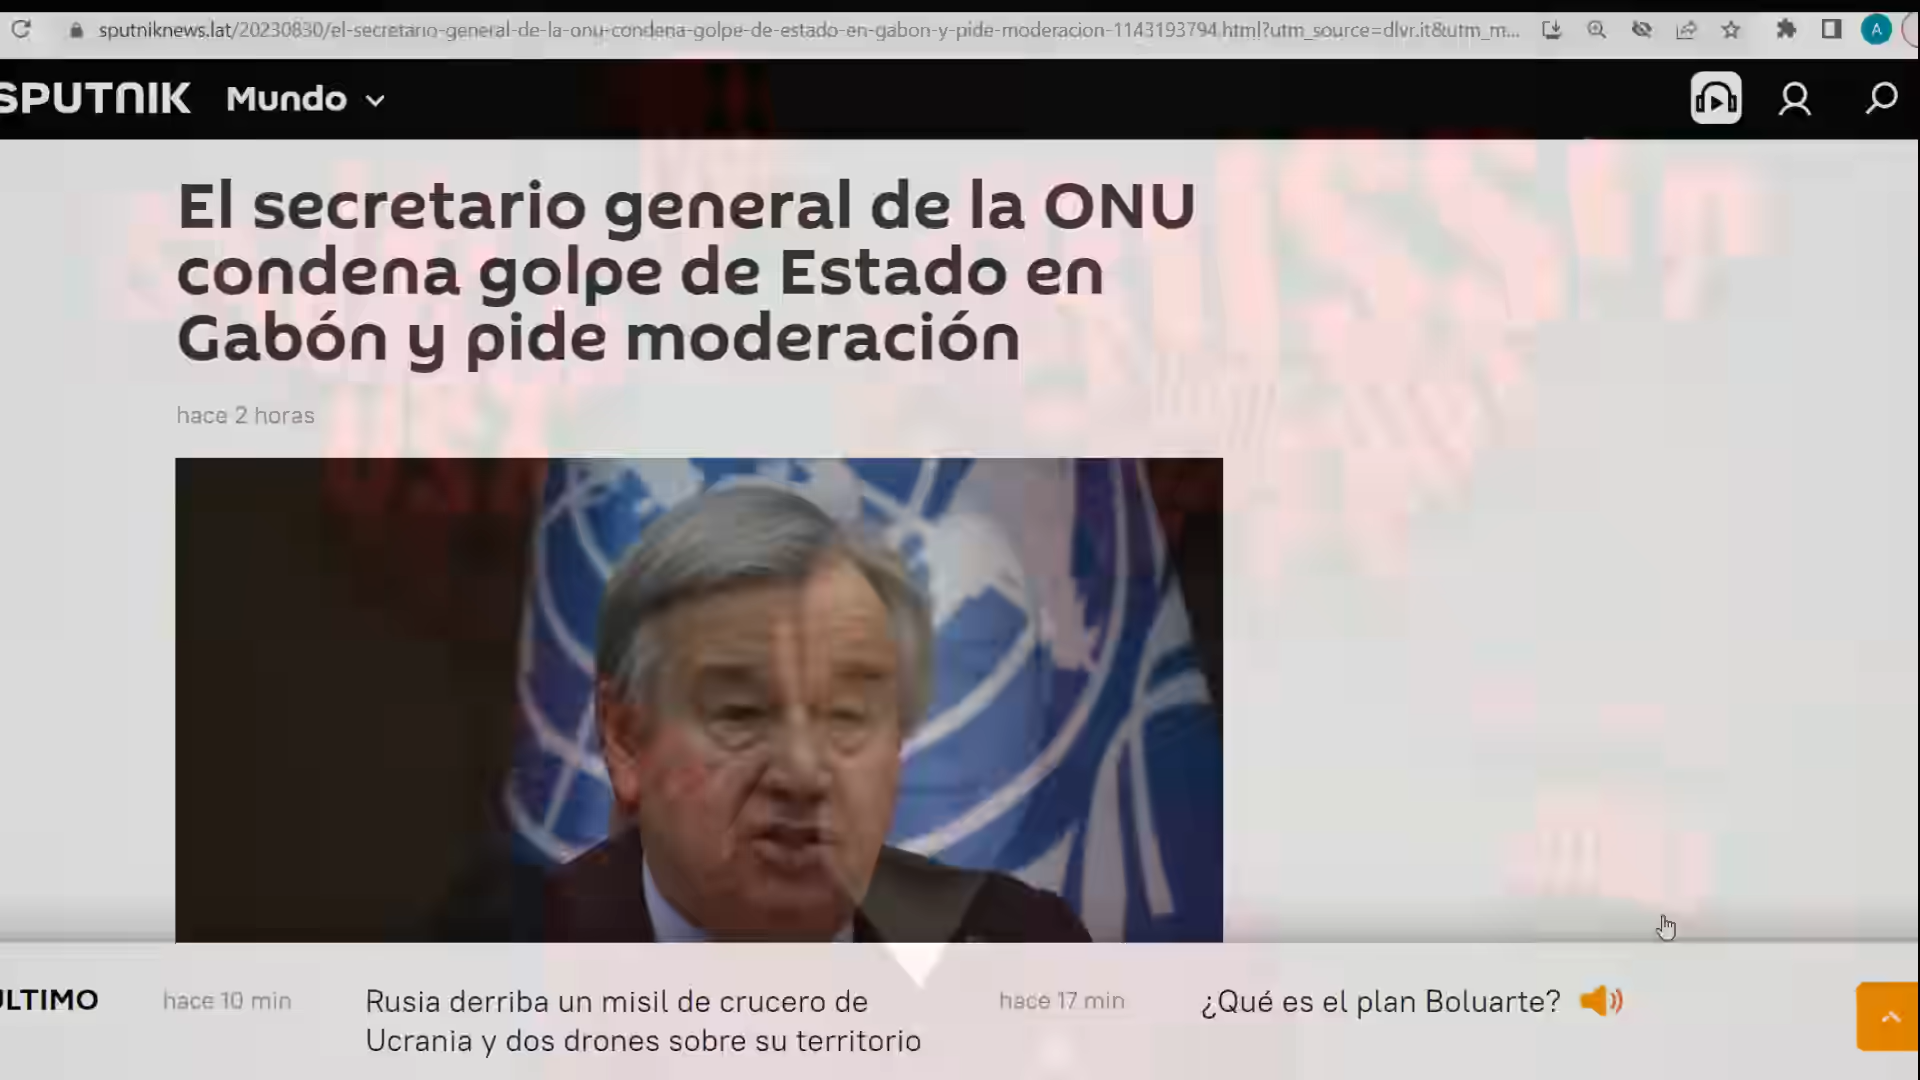 sputniknews.lat/20230830/el-secretario-general-de-la-onu-condena-golpe-de-estado-en-gabon-y-pide-moderacion-1143193794.html?utm_source=dlvr.it&utm_m...
A
SPUTNIK Mundo
El secretario general de la ONU
condena golpe de Estado en
Gabón y pide moderación
hace 2 horas
ÚLTIMO hace 10 min Rusia derriba un misil de crucero de
Ucrania y dos drones sobre su territorio
hace 17 min ¿Qué es el plan Boluarte?